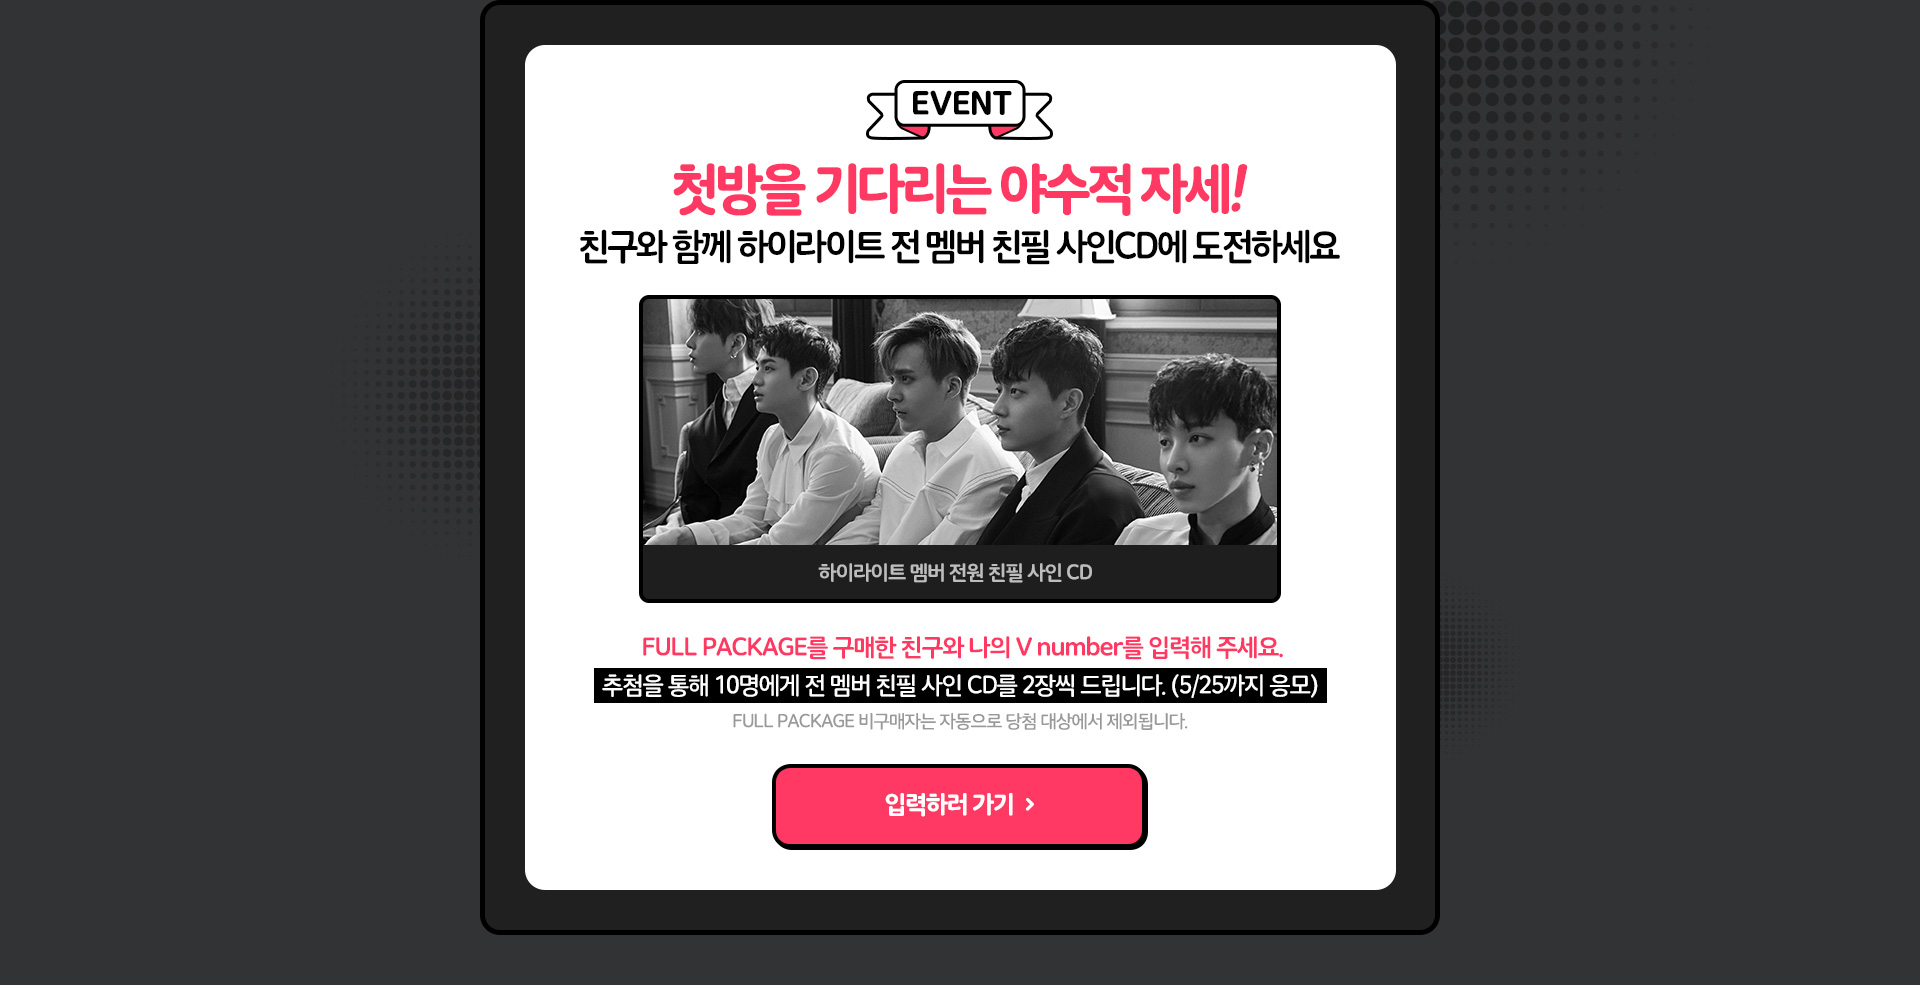 EVENT
첫방을 기다리는 야수적 자세!
친구와 함께 하이라이트 전 멤버 친필 사인CD에 도전하세요
하이라이트 멤버 전원 친필 사인 CD
FULL PACKAGE를 구매한 친구와 나의 V number를 입력해 주세요.
추첨을 통해 10명에게 전 멤버 친필 사인 CD를 2장씩 드립니다. (5/25까지 응모)
FULL PACKAGE 비구매자는 자동으로 당첨 대상에서 제외됩니다.
입력하러 가기 >